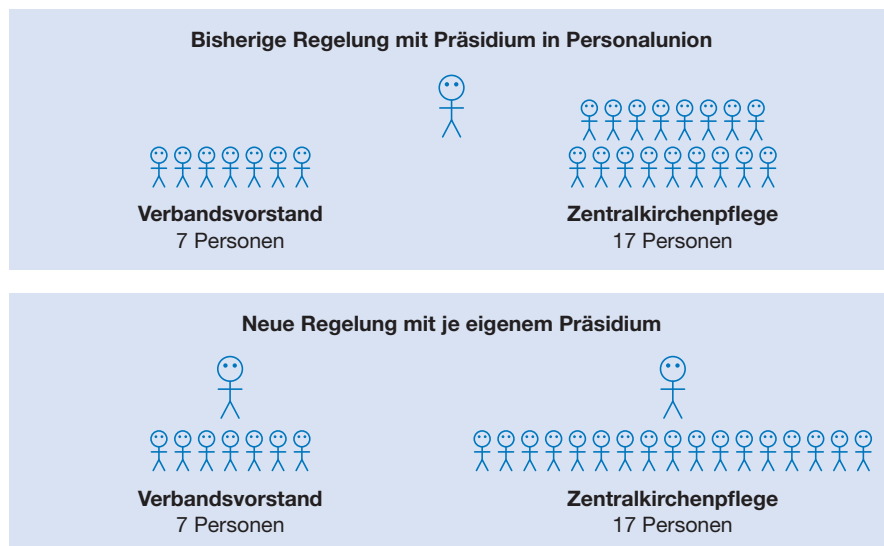 Bisherige Regelung mit Präsidium in Personalunion
Verbandsvorstand
7 Personen
Zentralkirchenpflege
17 Personen
Neue Regelung mit je eigenem Präsidium
Verbandsvorstand
7 Personen
Zentralkirchenpflege
17 Personen